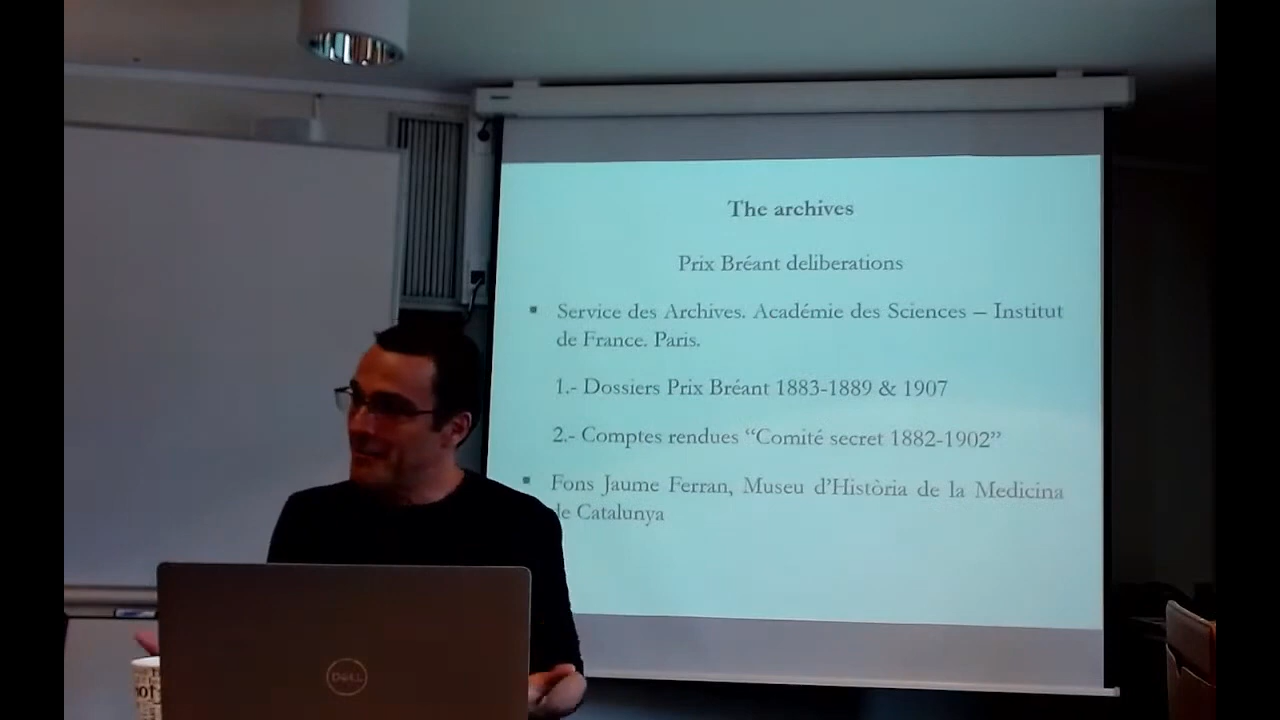 The archives
Prix Bréant deliberations
▪ Service des Archives. Académie des Sciences – Institut
de France. Paris.
1.- Dossiers Prix Bréant 1883-1889 & 1907
2.- Comptes rendues “Comité secret 1882-1902”
▪ Fons Jaume Ferran, Museu d’Història de la Medicina
de Catalunya
DELL